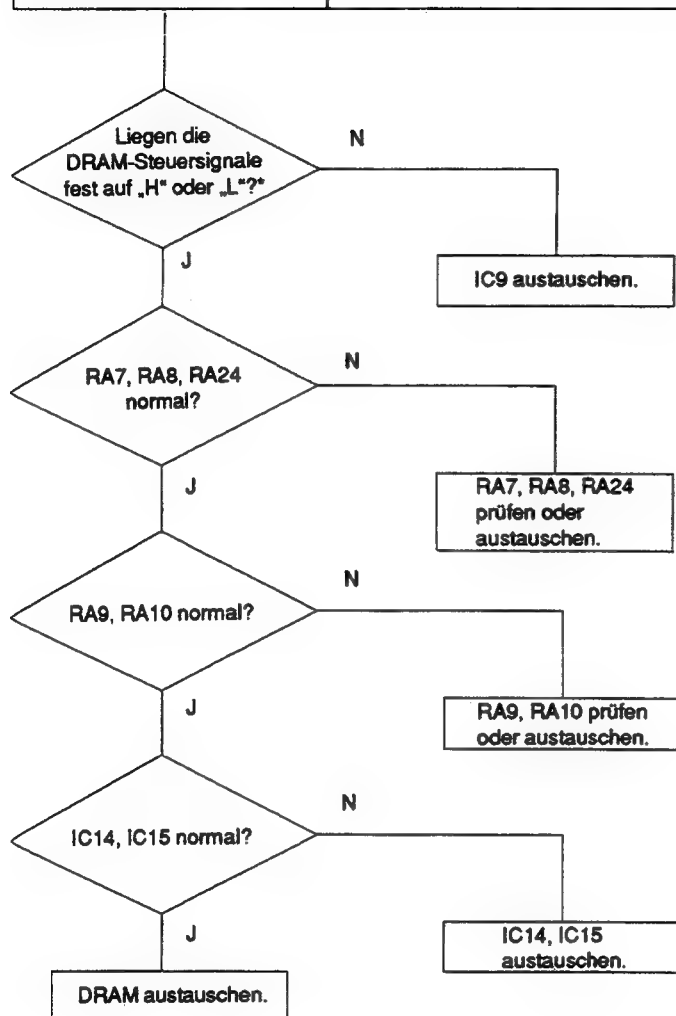 Liegen die
DRAM-Steuersignale
fest auf „H“ oder „L“?*
N
J
IC9 austauschen.
RA7, RA8, RA24
normal?
N
J
RA7, RA8, RA24
prüfen oder
austauschen.
RA9, RA10 normal?
N
J
RA9, RA10 prüfen
oder austauschen.
IC14, IC15 normal?
N
J
IC14, IC15
austauschen.
DRAM austauschen.